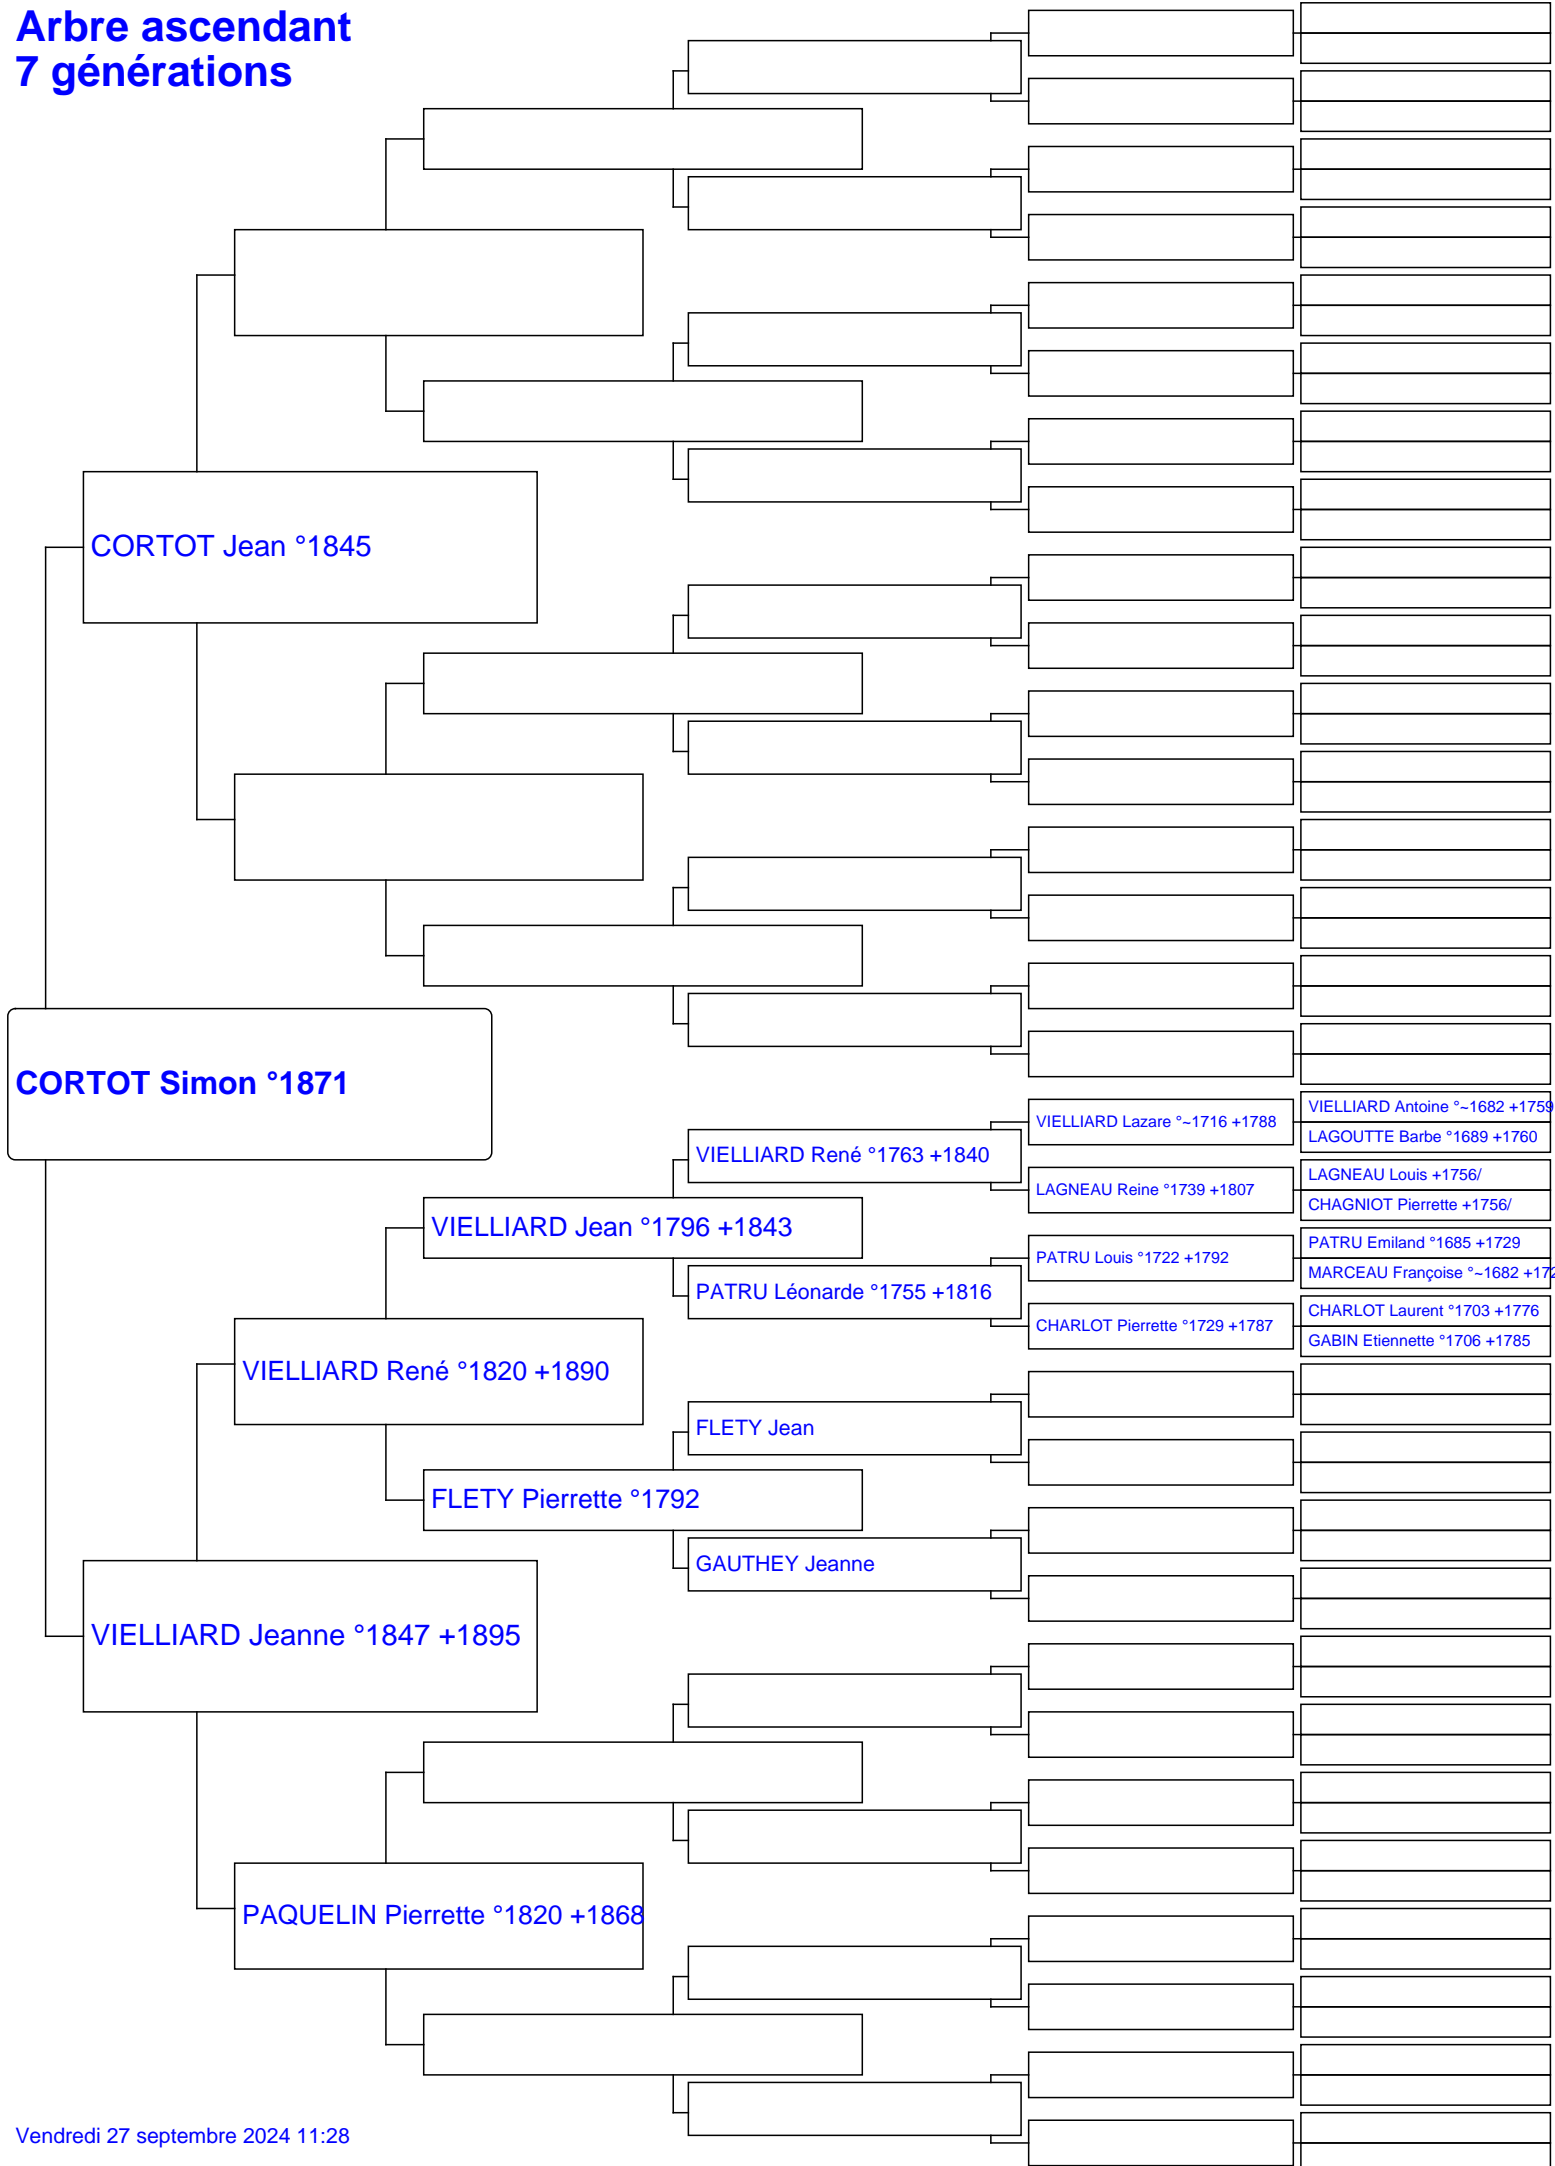 Arbre ascendant
7 générations
CORTOT Jean °1845
CORTOT Simon °1871
VIELLIARD Antoine °~1682 +1759
VIELLIARD Lazare °~1716 +1788
LAGOUTTE Barbe °1689 +1760
VIELLIARD René °1763 +1840
LAGNEAU Louis +1756/
LAGNEAU Reine °1739 +1807
CHAGNIOT Pierrette +1756/
VIELLIARD Jean °1796 +1843
PATRU Emiland °1685 +1729
PATRU Louis °1722 +1792
MARCEAU Françoise °~1682 +172
PATRU Léonarde °1755 +1816
CHARLOT Laurent °1703 +1776
CHARLOT Pierrette °1729 +1787
GABIN Etiennette °1706 +1785
VIELLIARD René °1820 +1890
FLETY Jean
FLETY Pierrette °1792
GAUTHEY Jeanne
VIELLIARD Jeanne °1847 +1895
PAQUELIN Pierrette °1820 +1868
Vendredi 27 septembre 2024 11:28